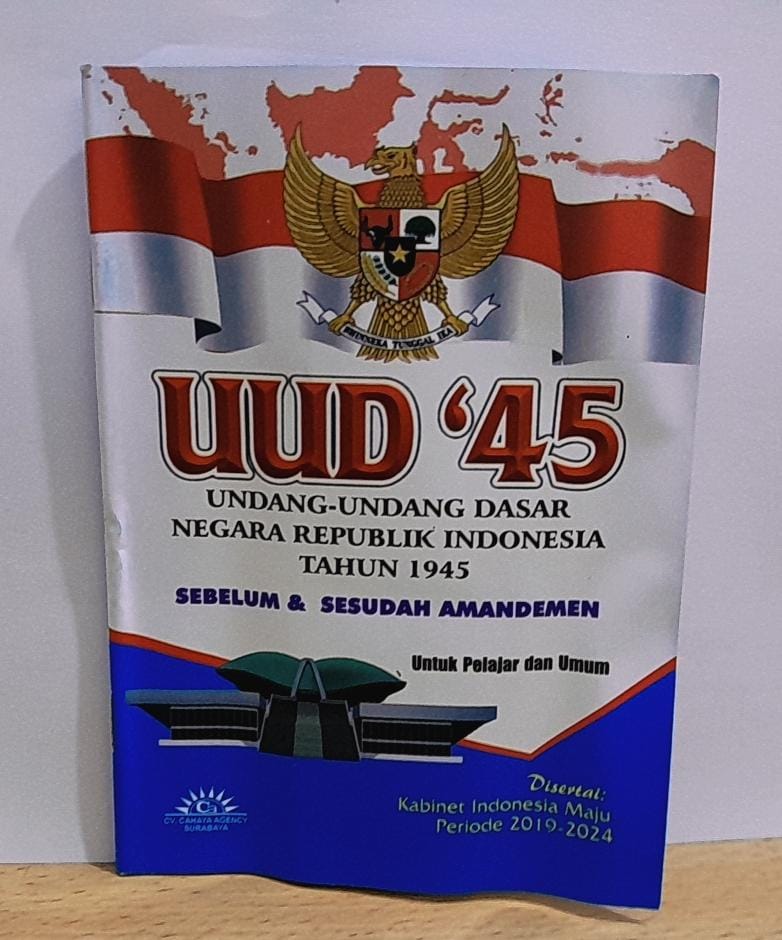 BHINNEKA TUNGGAL IKA
UUD '45
UNDANG-UNDANG DASAR
NEGARA REPUBLIK INDONESIA
TAHUN 1945
SEBELUM & SESUDAH AMANDEMEN
Untuk Pelajar dan Umum
Disertai:
Kabinet Indonesia Maju
Periode 2019-2024
Ca
CV. CAHAYA AGENCY
SURABAYA